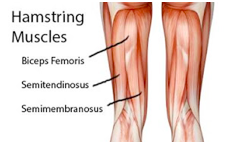 Hamstring
Muscles
Biceps Femoris
Semitendinosus
Semimembranosus